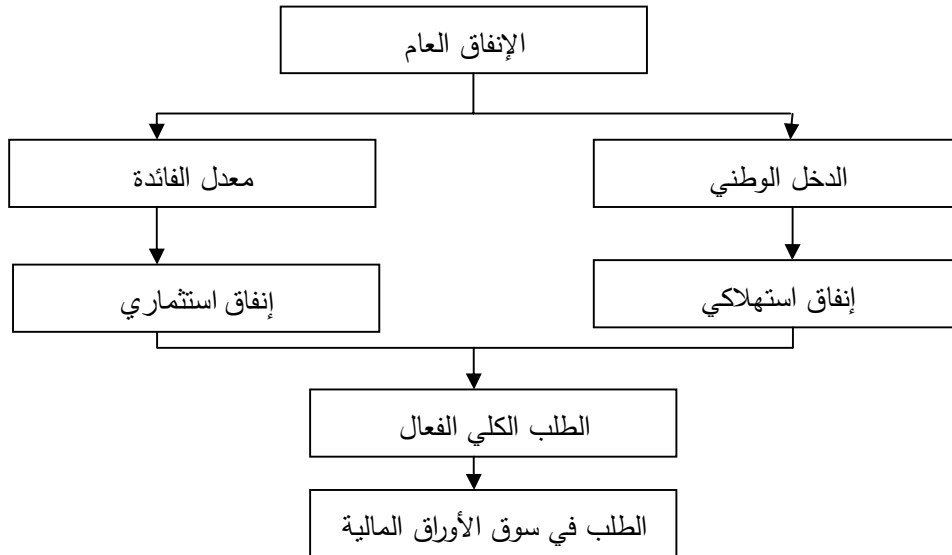 الإنفاق العام
الدخل الوطني
معدل الفائدة
إنفاق استهلاكي
إنفاق استثماري
الطلب الكلي الفعال
الطلب في سوق الأوراق المالية